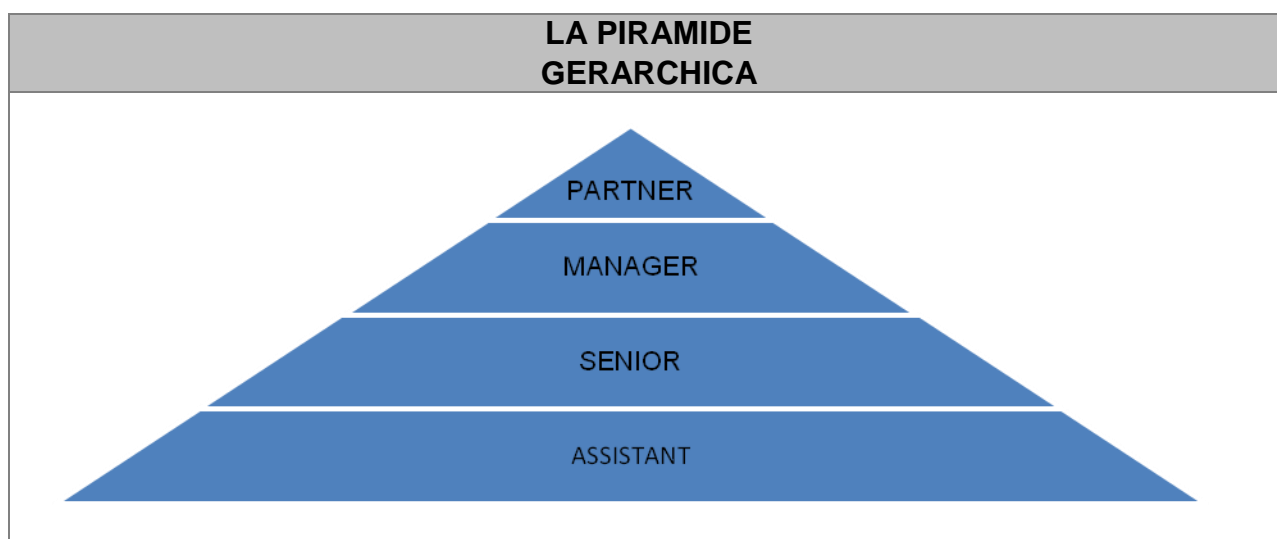 LA PIRAMIDE
GERARCHICA
PARTNER
MANAGER
SENIOR
ASSISTANT